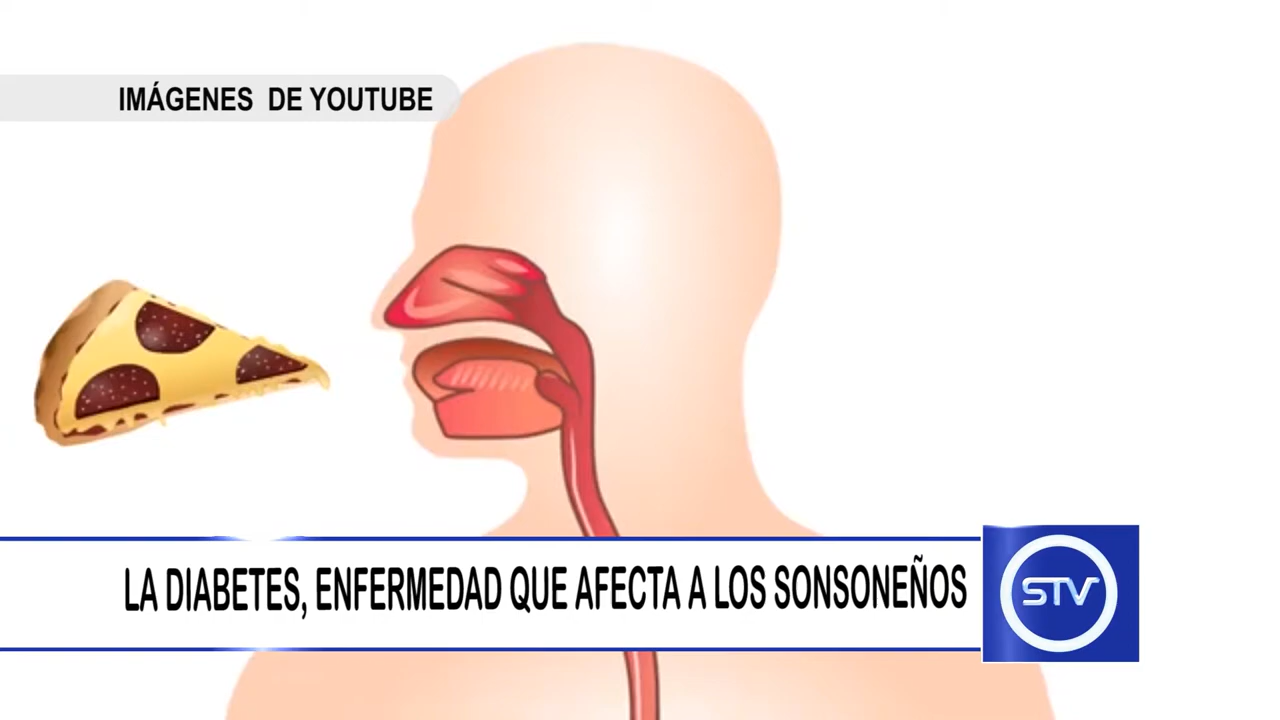 IMÁGENES DE YOUTUBE
LA DIABETES, ENFERMEDAD QUE AFECTA A LOS SONSONEÑOS
STV